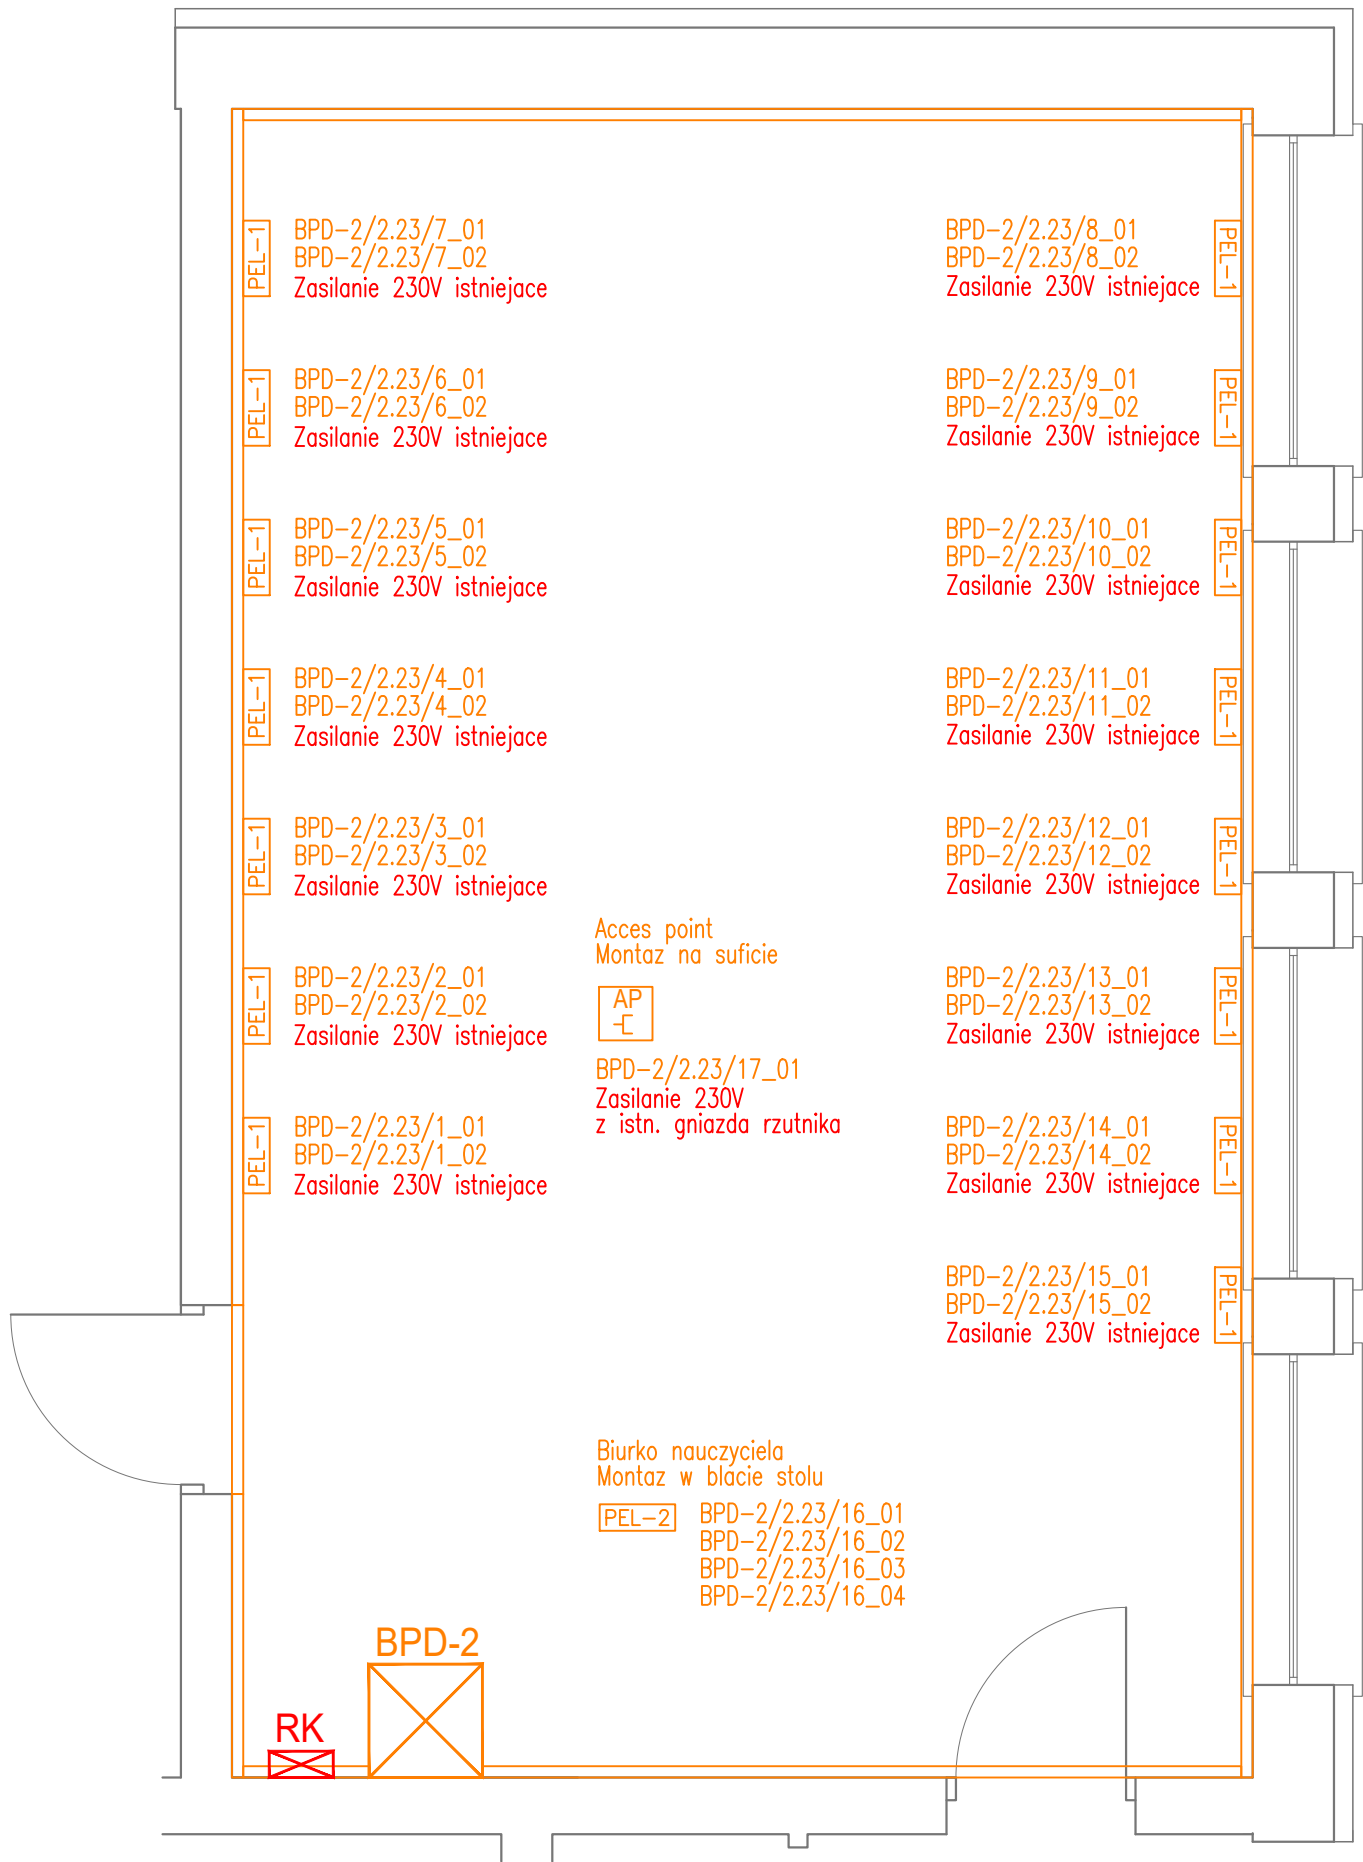 PEL-1
BPD-2/2.23/7_01
BPD-2/2.23/7_02
Zasilanie 230V istniejace
BPD-2/2.23/8_01
BPD-2/2.23/8_02
Zasilanie 230V istniejace
PEL-1
PEL-1
BPD-2/2.23/6_01
BPD-2/2.23/6_02
Zasilanie 230V istniejace
BPD-2/2.23/9_01
BPD-2/2.23/9_02
Zasilanie 230V istniejace
PEL-1
PEL-1
BPD-2/2.23/5_01
BPD-2/2.23/5_02
Zasilanie 230V istniejace
BPD-2/2.23/10_01
BPD-2/2.23/10_02
Zasilanie 230V istniejace
PEL-1
PEL-1
BPD-2/2.23/4_01
BPD-2/2.23/4_02
Zasilanie 230V istniejace
BPD-2/2.23/11_01
BPD-2/2.23/11_02
Zasilanie 230V istniejace
PEL-1
PEL-1
BPD-2/2.23/3_01
BPD-2/2.23/3_02
Zasilanie 230V istniejace
BPD-2/2.23/12_01
BPD-2/2.23/12_02
Zasilanie 230V istniejace
PEL-1
Acces point
Montaz na suficie
AP
PEL-1
BPD-2/2.23/2_01
BPD-2/2.23/2_02
Zasilanie 230V istniejace
BPD-2/2.23/13_01
BPD-2/2.23/13_02
Zasilanie 230V istniejace
PEL-1
BPD-2/2.23/17_01
Zasilanie 230V
z istn. gniazda rzutnika
PEL-1
BPD-2/2.23/1_01
BPD-2/2.23/1_02
Zasilanie 230V istniejace
BPD-2/2.23/14_01
BPD-2/2.23/14_02
Zasilanie 230V istniejace
PEL-1
BPD-2/2.23/15_01
BPD-2/2.23/15_02
Zasilanie 230V istniejace
PEL-1
Biurko nauczyciela
Montaz w blacie stolu
PEL-2
BPD-2/2.23/16_01
BPD-2/2.23/16_02
BPD-2/2.23/16_03
BPD-2/2.23/16_04
BPD-2
RK